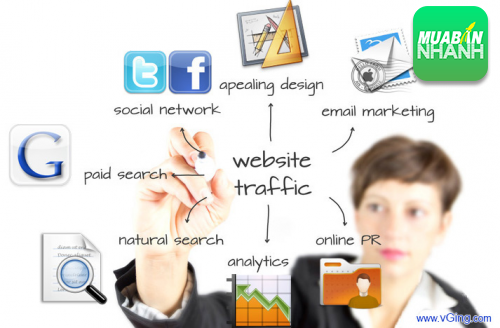 MUABAN
NHANH
apealing design
social network
email marketing
website
traffic
paid search
natural search
online PR
analytics
www.vGing.com